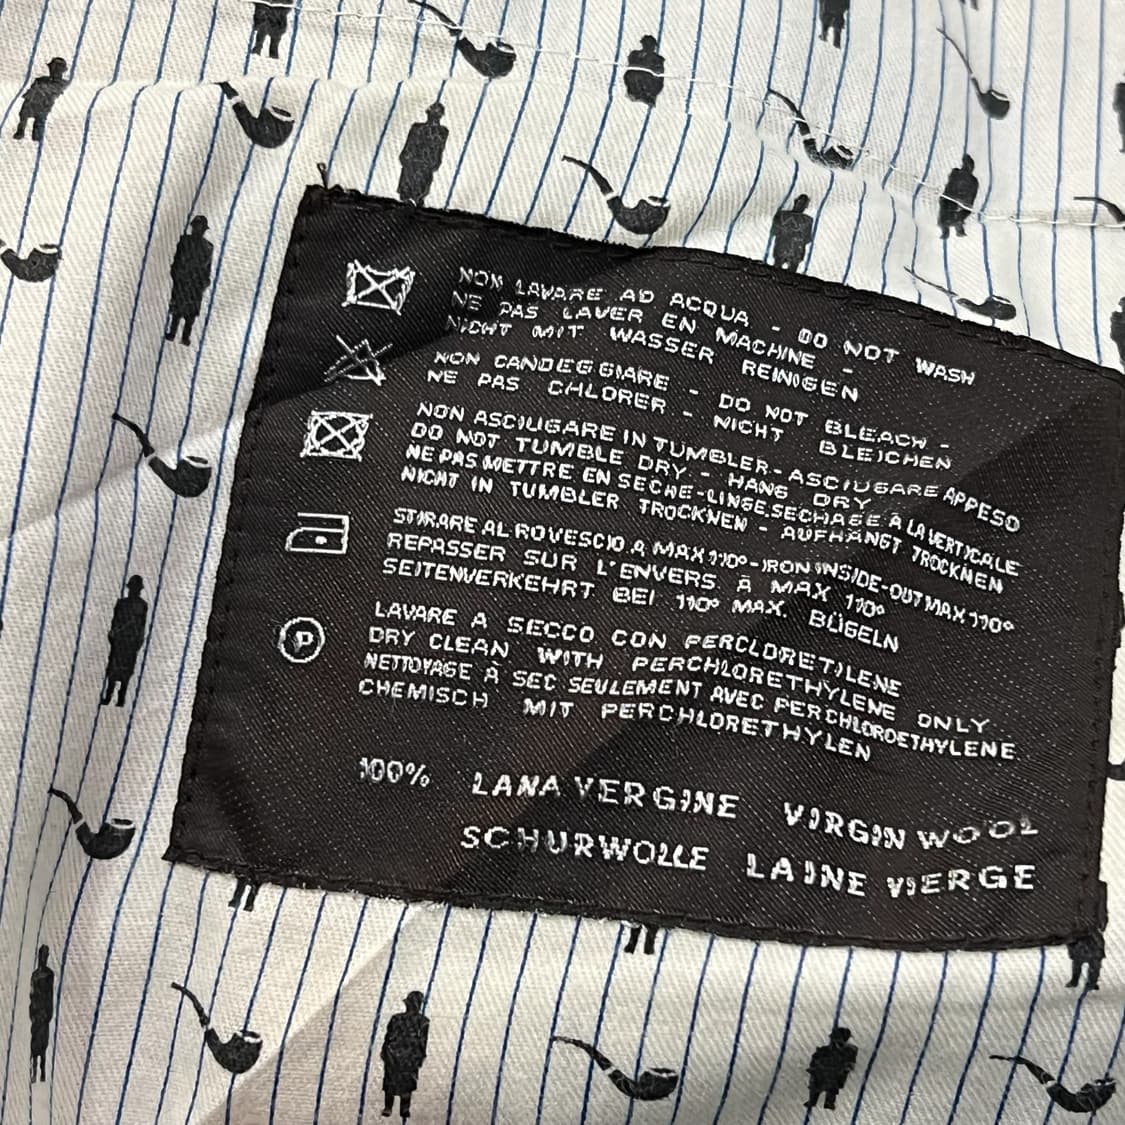 NON LAVARE AD ACQUA - DO NOT WASH
NE PAS LAVER EN MACHINE -
NICHT MIT WASSER REINIGEN
NON CANDEGGIARE - DO NOT BLEACH -
NE PAS CHLORER - NICHT BLEICHEN
NON ASCIUGARE IN TUMBLER - ASCIUGARE APPESO
DO NOT TUMBLE DRY - HANG DRY
NE PAS METTRE EN SECHE-LINGE, SECHAGE À LA VERTICALE
NICHT IN TUMBLER TROCKNEN - AUFHÄNGT TROCKNEN
STIRARE AL ROVESCIO A MAX 110° - IRON INSIDE-OUT MAX 110°
REPASSER SUR L'ENVERS À MAX 110°
SEITENVERKEHRT BEI 110° MAX. BÜGELN
P
LAVARE A SECCO CON PERCLORETILENE
DRY CLEAN WITH PERCHLORETHYLENE ONLY
NETTOYAGE À SEC SEULEMENT AVEC PERCHLOROETHYLENE
CHEMISCH MIT PERCHLORETHYLEN
100% LANA VERGINE VIRGIN WOOL
SCHURWOLLE LAINE VIERGE